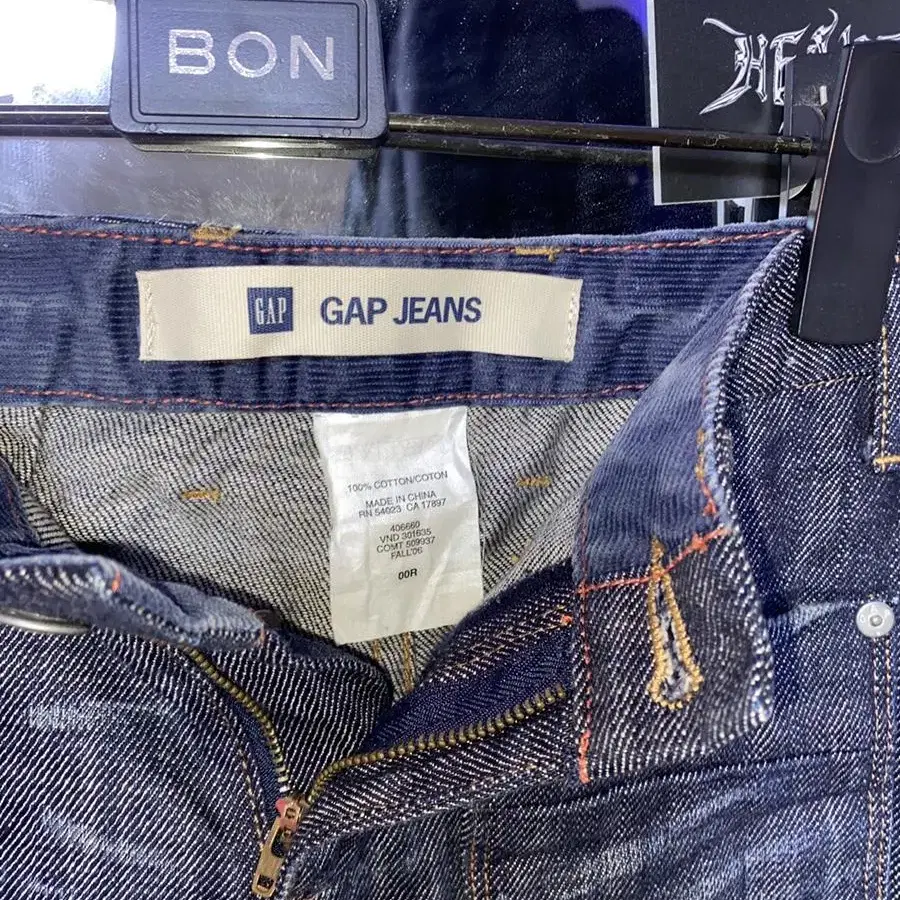 BON
GAP
GAP JEANS
100% COTTON/COTON
MADE IN CHINA
RN 54023 CA 17897
406660
VND 301635
COMT 509937
FALL'06
00R